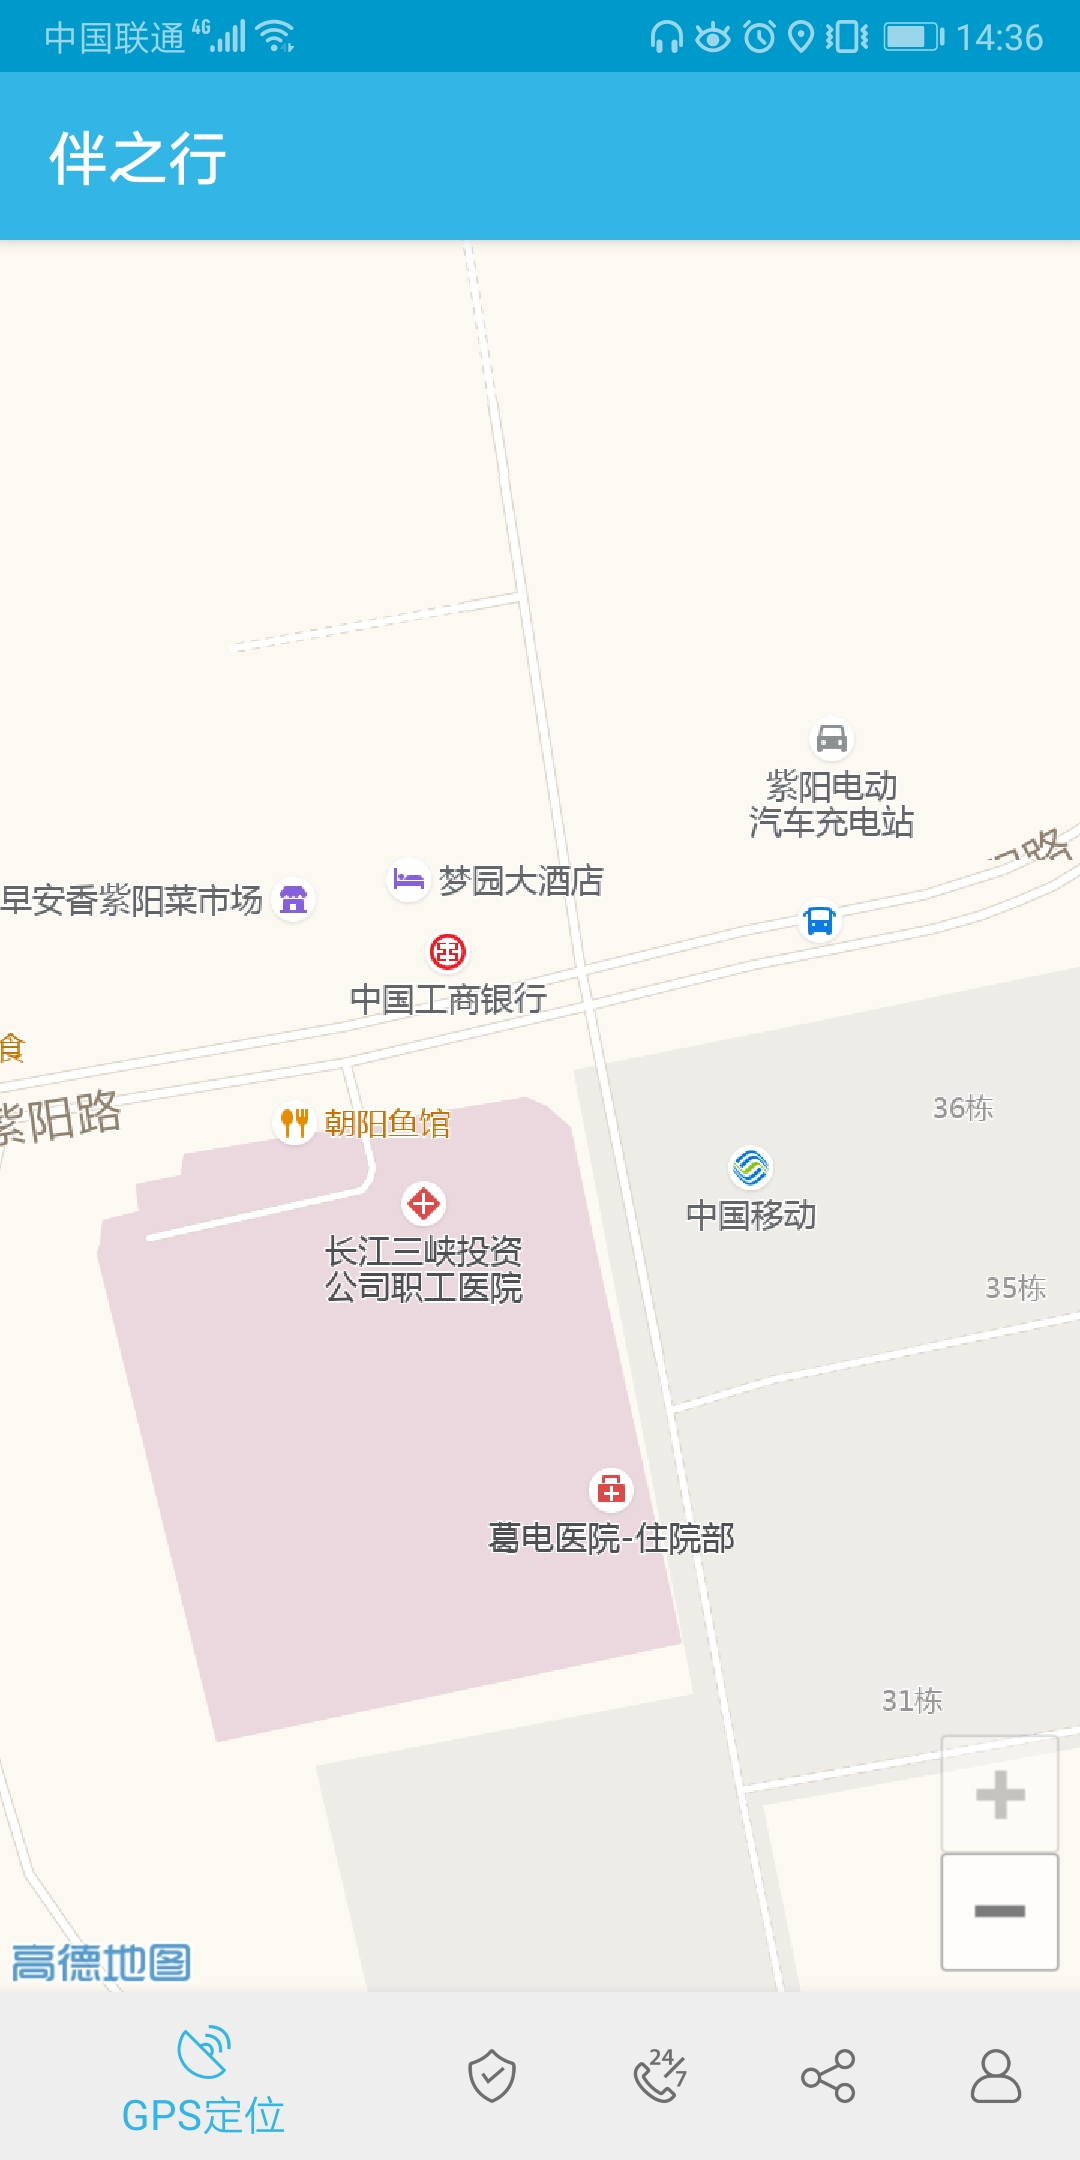 中国联通 4G 14:36
伴之行
紫阳电动
汽车充电站
路
梦园大酒店
早安香紫阳菜市场
中国工商银行
食
紫阳路
朝阳鱼馆
36栋
中国移动
长江三峡投资
公司职工医院
35栋
葛电医院-住院部
31栋
高德地图
24
7
GPS定位